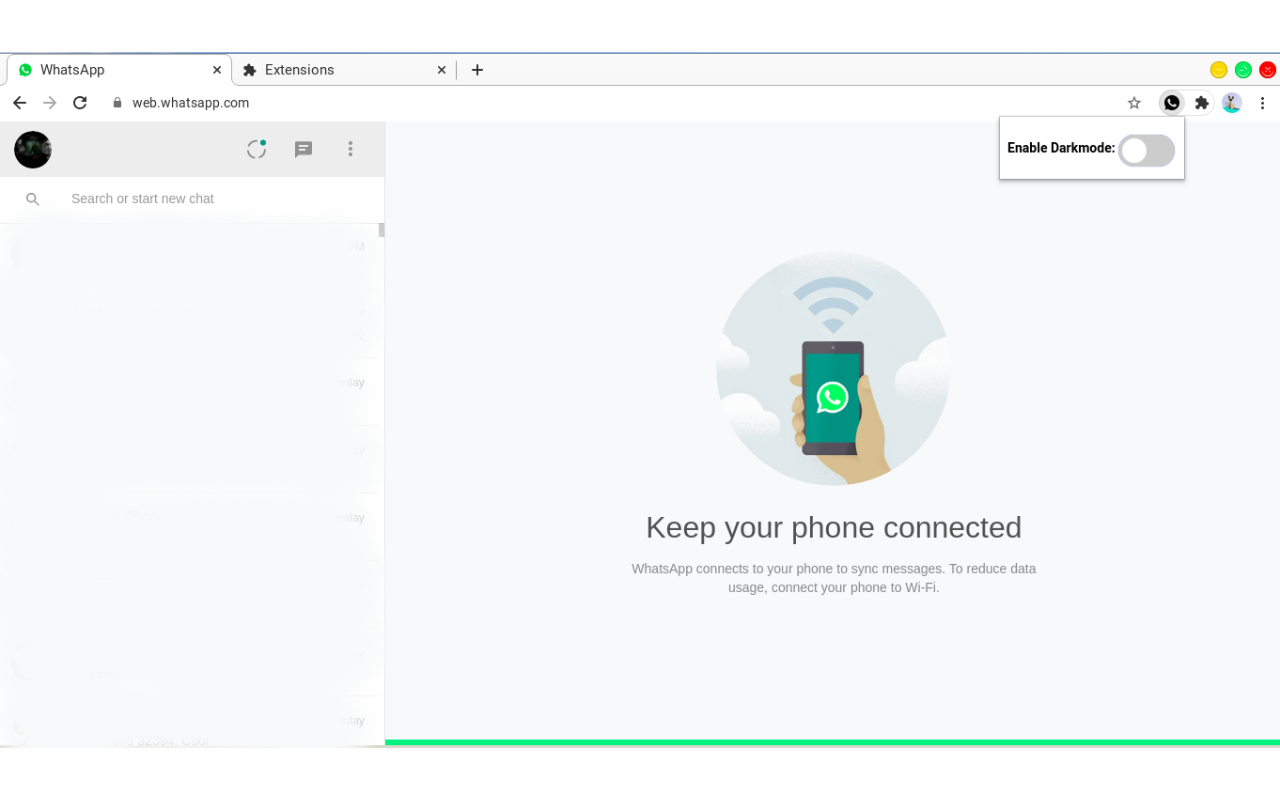 WhatsApp
Extensions
web.whatsapp.com
Enable Darkmode:
Search or start new chat
Keep your phone connected
WhatsApp connects to your phone to sync messages. To reduce data
usage, connect your phone to Wi-Fi.